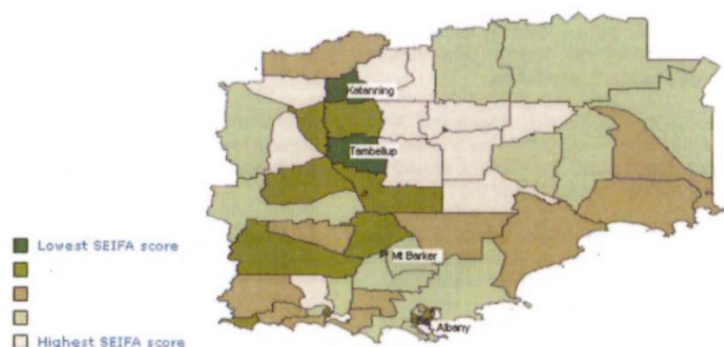 Katanning
Tambellup
Lowest SEIFA score
Mt Barker
Albany
Highest SEIFA score